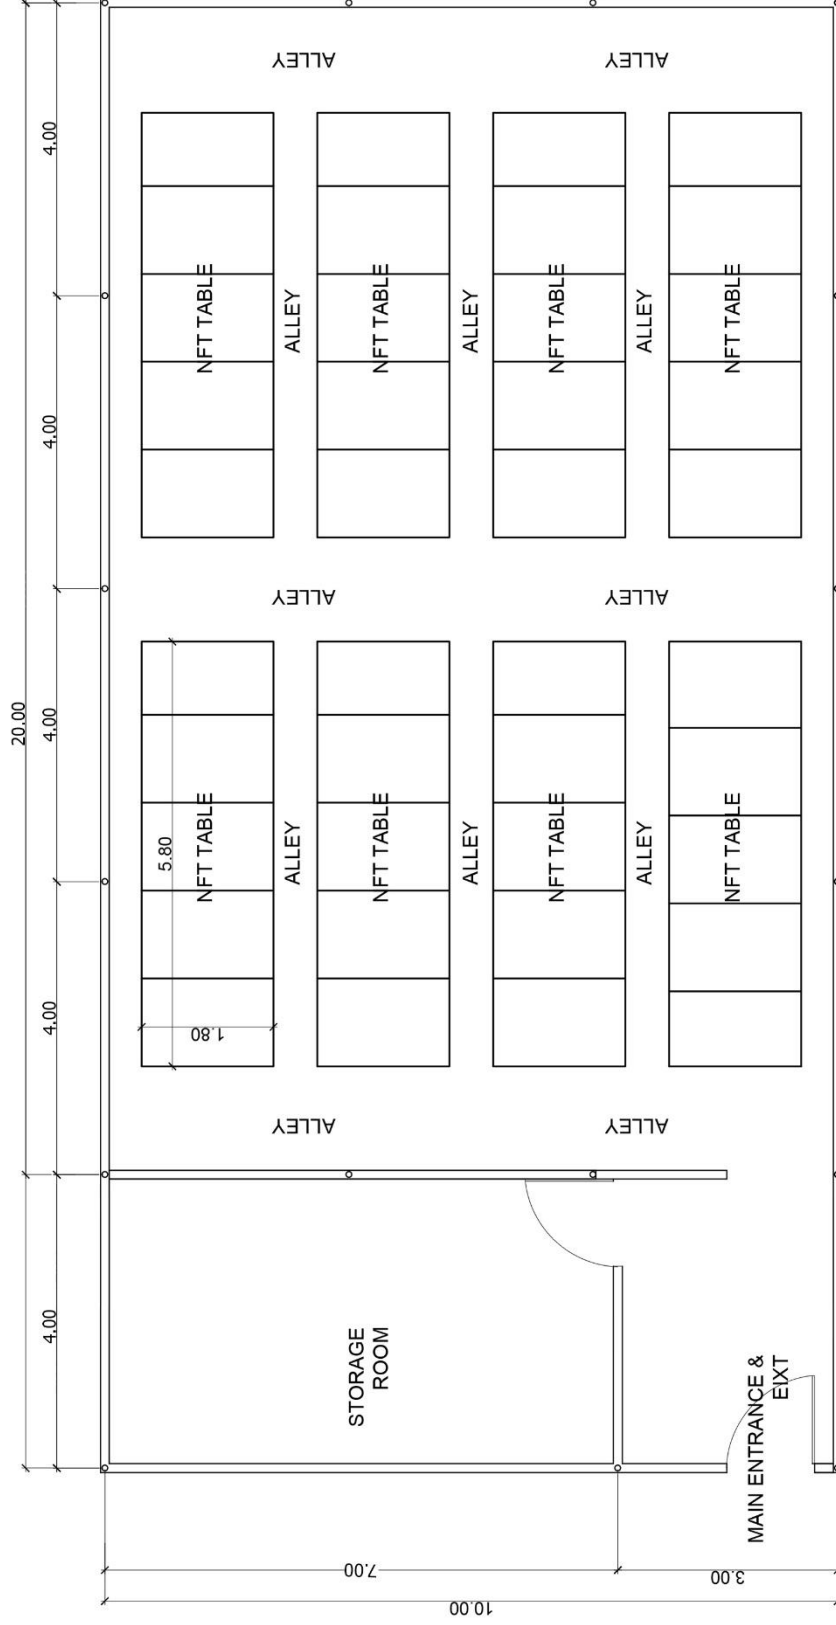 ALLEY
ALLEY
4.00
NFT TABLE
NFT TABLE
NFT TABLE
NFT TABLE
ALLEY
ALLEY
ALLEY
4.00
ALLEY
ALLEY
20.00
4.00
5.80
NFT TABLE
NFT TABLE
NFT TABLE
NFT TABLE
ALLEY
ALLEY
ALLEY
4.00
1.80
ALLEY
ALLEY
4.00
STORAGE
ROOM
MAIN ENTRANCE &
EIXT
7.00
3.00
10.00